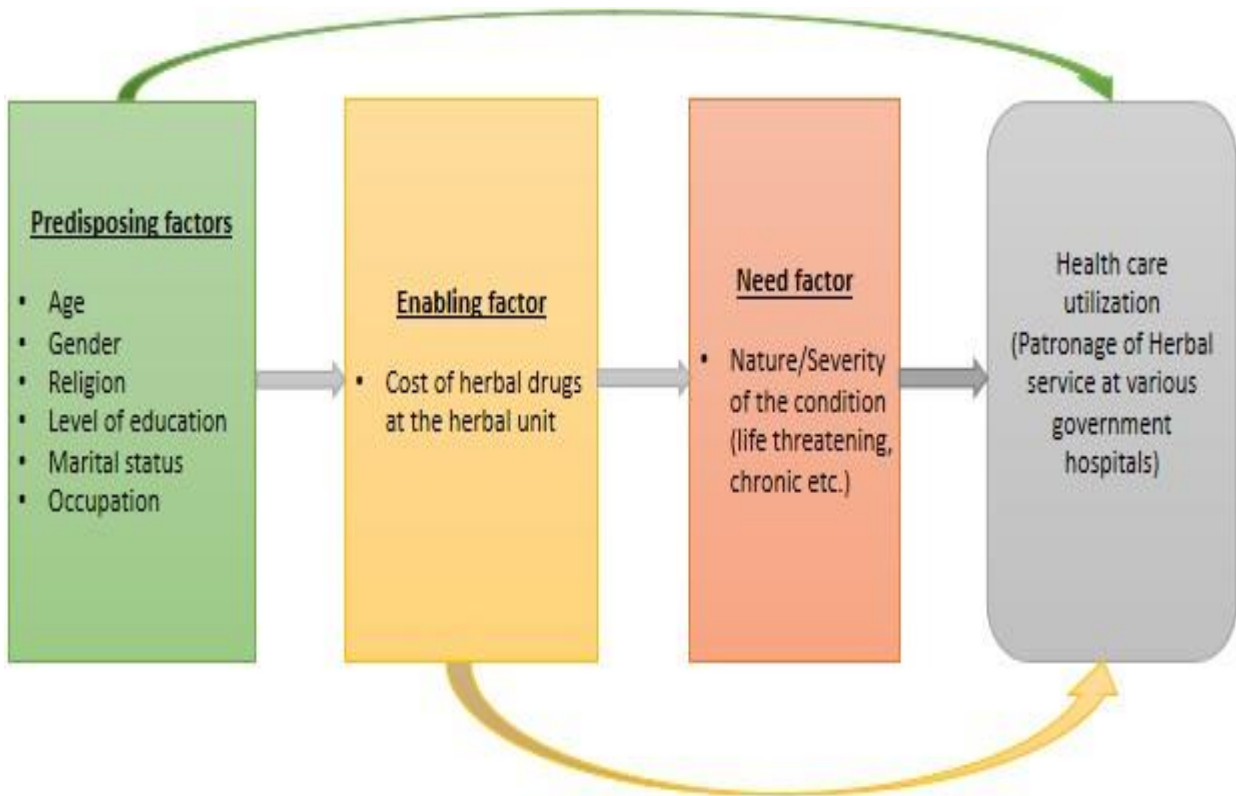 Predisposing factors
• Age
• Gender
• Religion
• Level of education
• Marital status
• Occupation
Enabling factor
• Cost of herbal drugs
at the herbal unit
Need factor
• Nature/Severity
of the condition
(life threatening,
chronic etc.)
Health care
utilization
(Patronage of Herbal
service at various
government
hospitals)